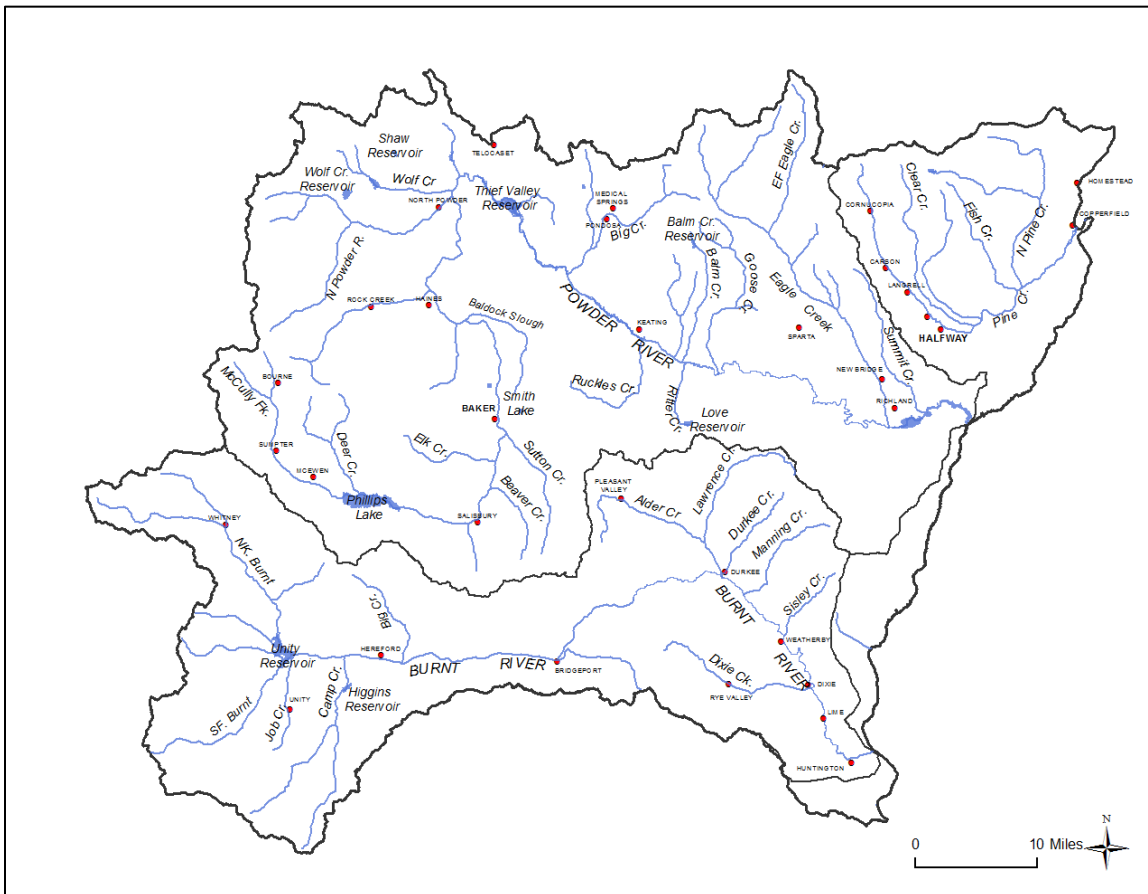 Shaw
Reservoir
TELOCASET
Wolf Cr.
Reservoir
Wolf Cr
NORTH POWDER
Thief Valley
Reservoir
MEDICAL
SPRINGS
PONDOSA
Big Cr.
Balm Cr.
Reservoir
EF Eagle Cr.
Clear Cr.
CORNUCOPIA
Fish Cr.
N Pine Cr.
HOMESTEAD
COPPERFIELD
N Powder R.
ROCK CREEK
HAINES
Baldock Slough
POWDER
RIVER
KEATING
Balm Cr.
Goose Cr.
Eagle
Creek
SPARTA
CARSON
LANGRELL
Pine Cr.
HALFWAY
Summit Cr.
NEW BRIDGE
RICHLAND
BOURNE
McCully Fk.
SUMPTER
MCEWEN
Deer Cr.
BAKER
Smith
Lake
Elk Cr.
Sutton Cr.
Beaver Cr.
Ruckles Cr.
Ritter Cr.
Love
Reservoir
Phillips
Lake
SALISBURY
PLEASANT
VALLEY
Alder Cr
Lawrence Cr.
Durkee Cr.
Manning Cr.
DURKEE
Sisley Cr.
WHITNEY
NK. Burnt
Big Cr.
Unity
Reservoir
HEREFORD
BURNT
RIVER
BRIDGEPORT
BURNT
RIVER
WEATHERBY
Dixie Ck.
RYE VALLEY
DIXIE
LIME
HUNTINGTON
SF. Burnt
Job Cr.
UNITY
Camp Cr.
Higgins
Reservoir
N
0
10 Miles